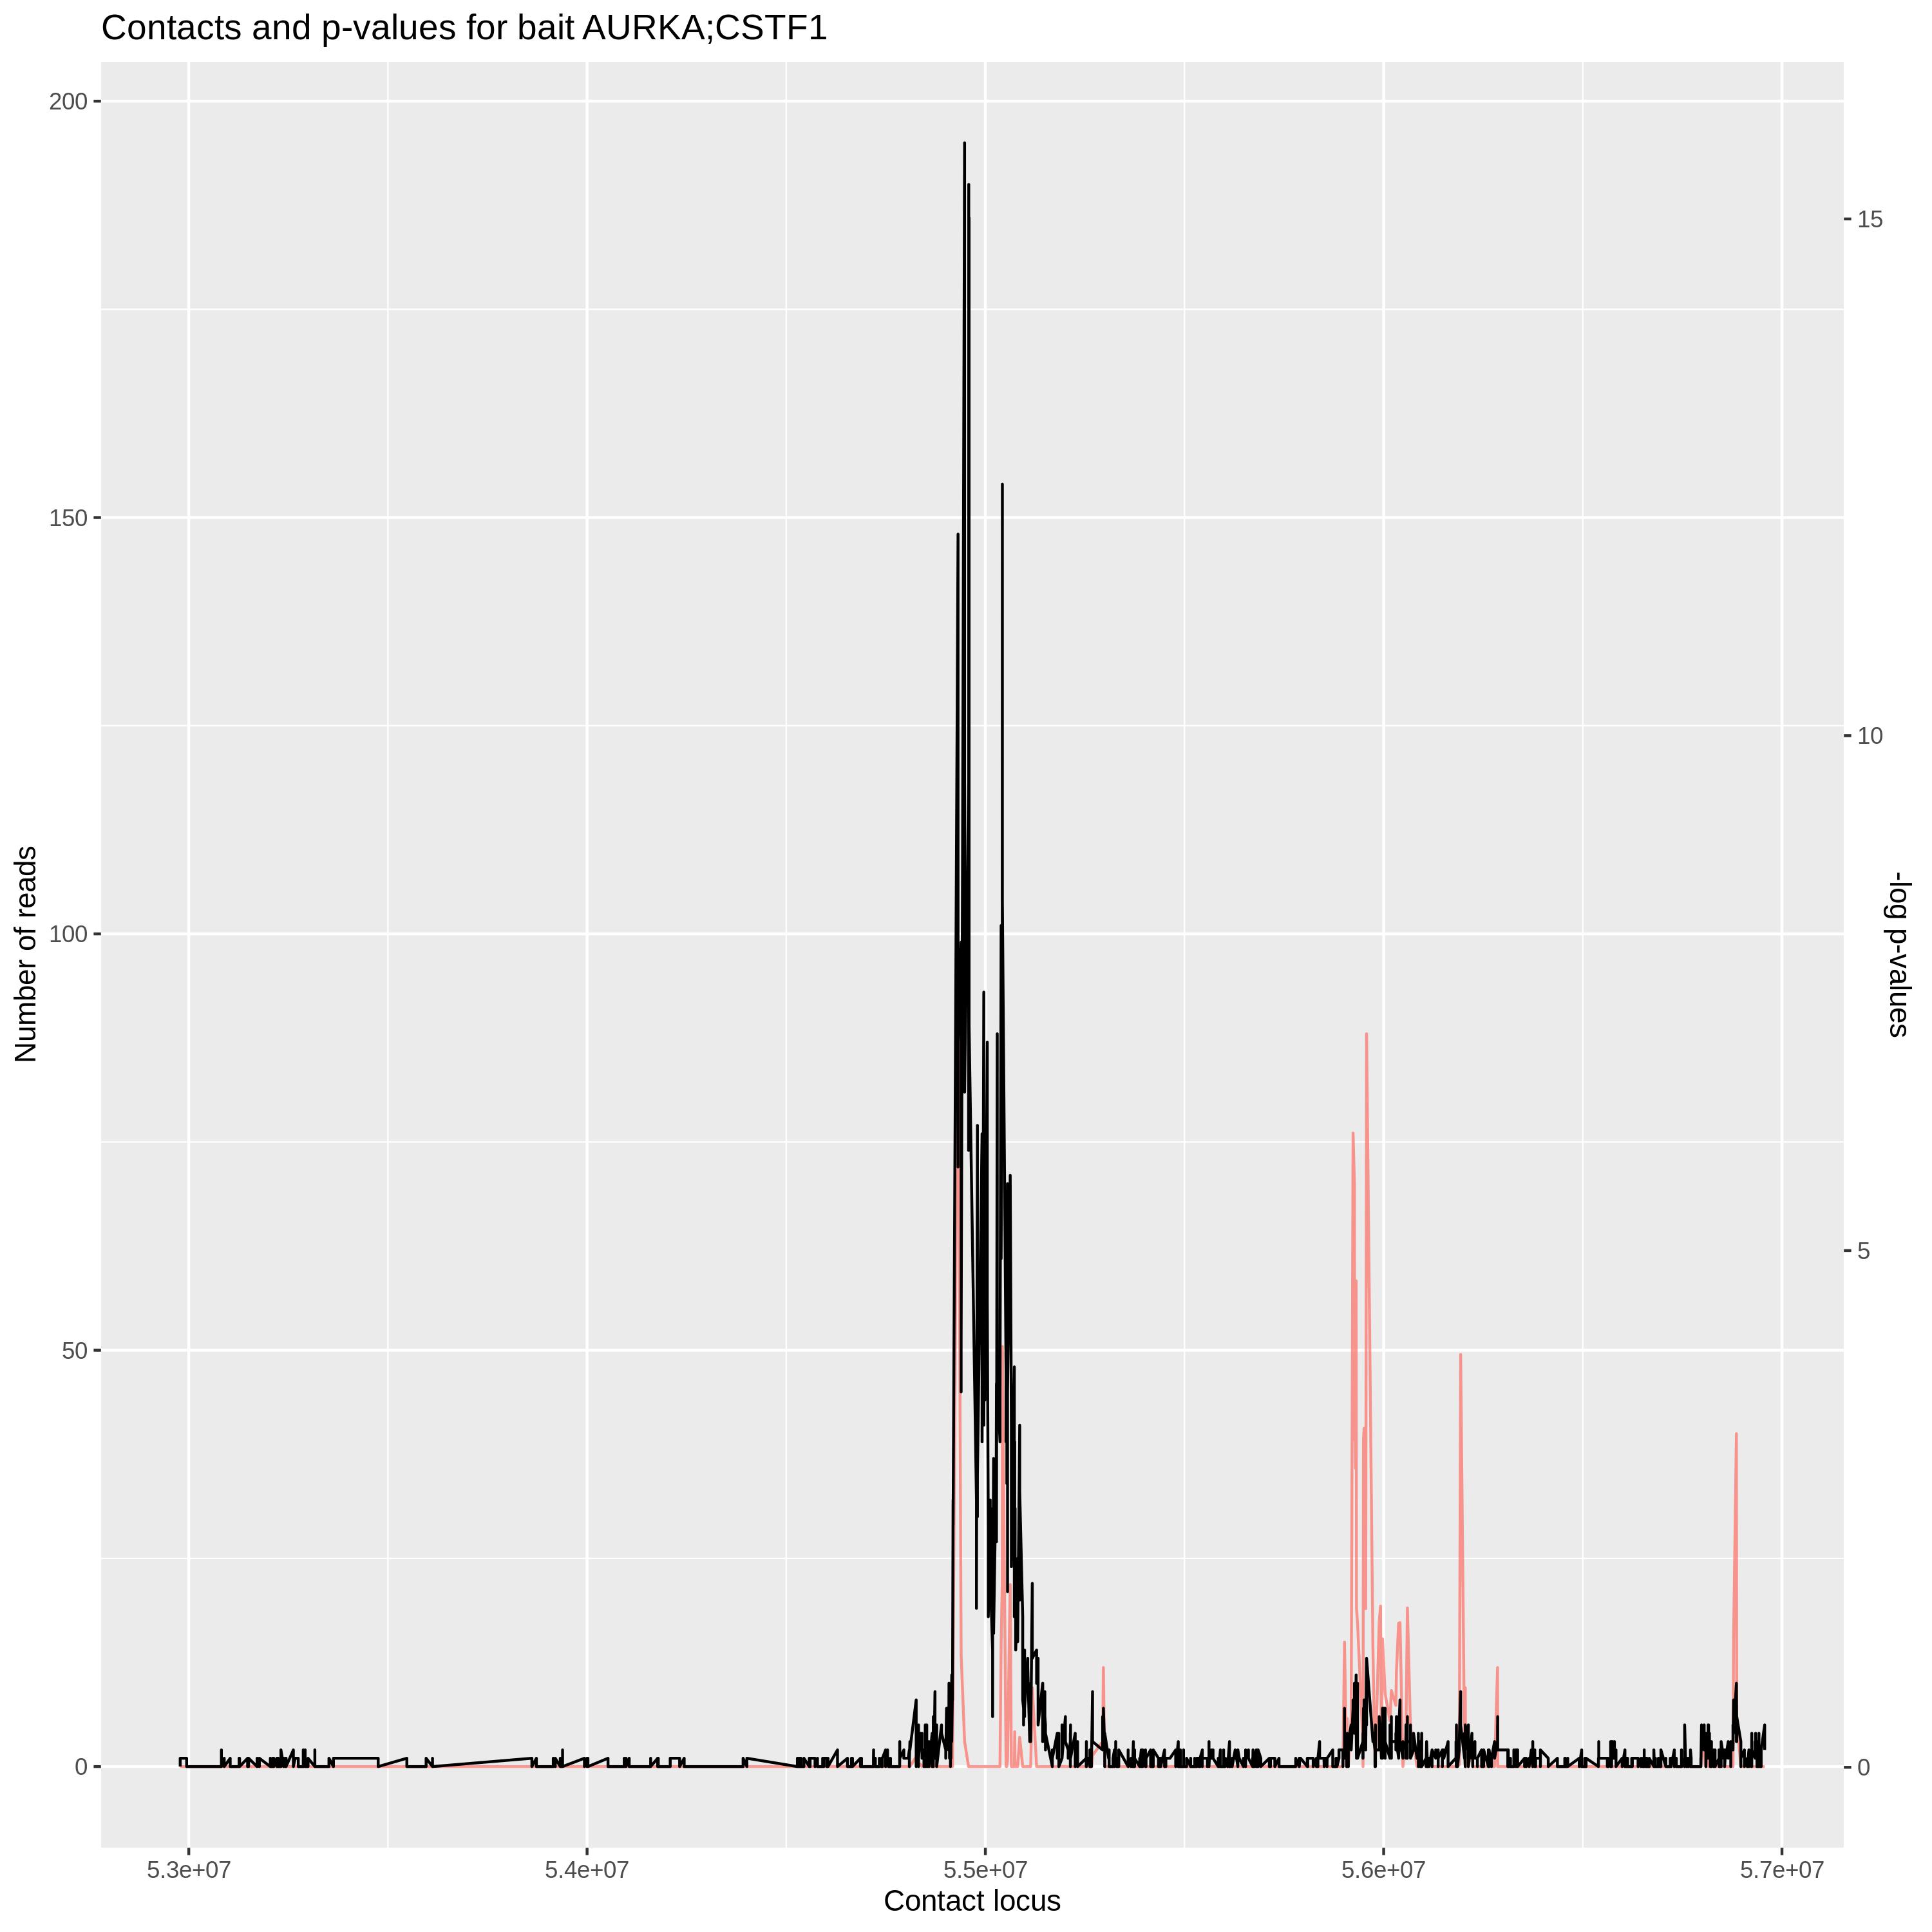 Contacts and p-values for bait AURKA;CSTF1
200
150
100
50
0
Number of reads
15
10
5
0
-log p-values
5.3e+07
5.4e+07
5.5e+07
5.6e+07
5.7e+07
Contact locus